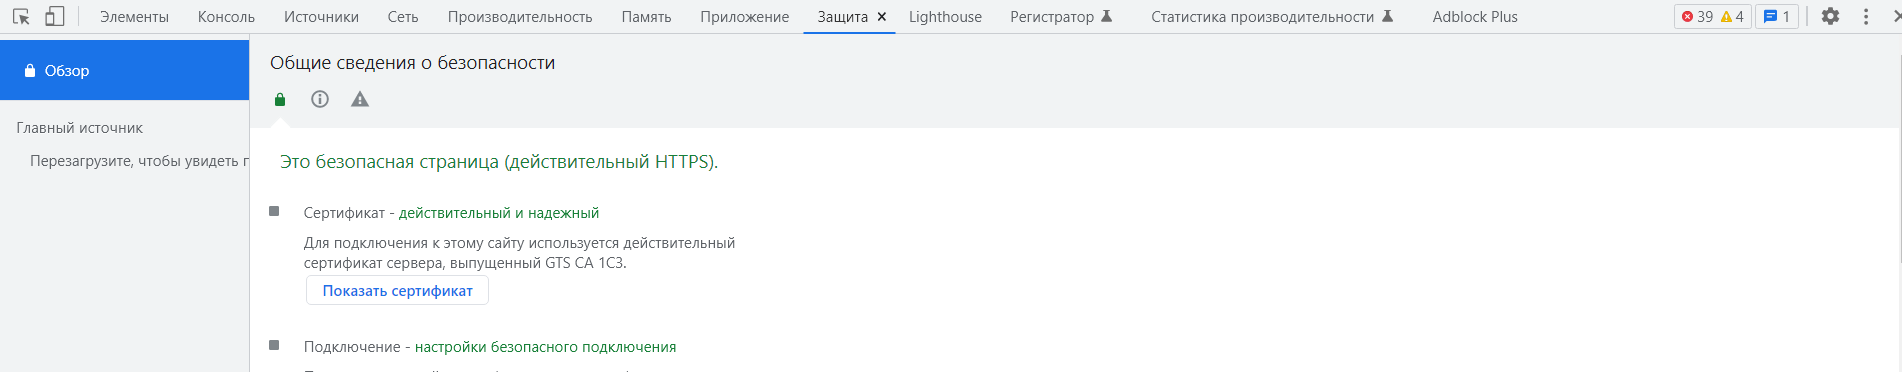 Элементы Консоль Источники Сеть Производительность Память Приложение Защита × Lighthouse Регистратор Статистика производительности Adblock Plus 39 4 1
Обзор
Главный источник
Перезагрузите, чтобы увидеть
Общие сведения о безопасности
Это безопасная страница (действительный HTTPS).
Сертификат - действительный и надежный
Для подключения к этому сайту используется действительный
сертификат сервера, выпущенный GTS CA 1C3.
Показать сертификат
Подключение - настройки безопасного подключения